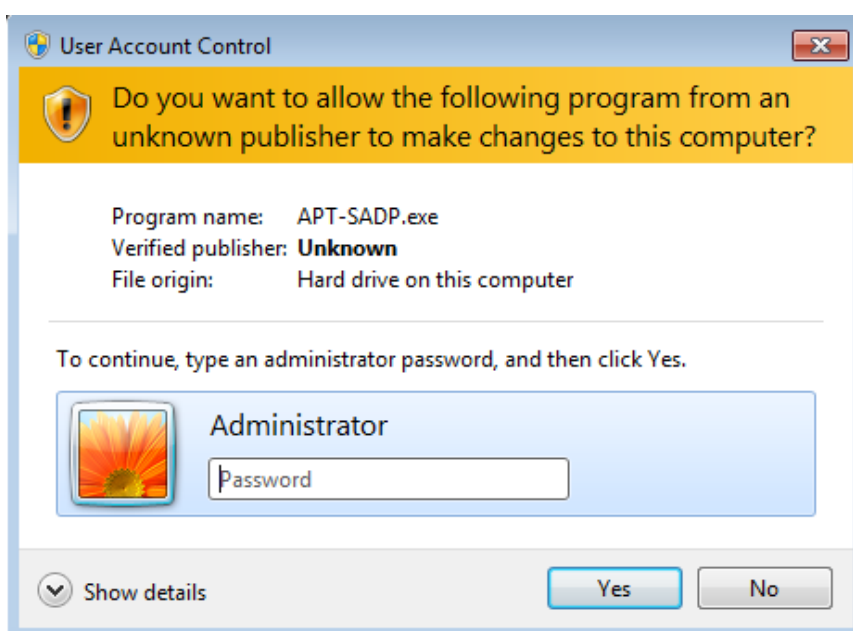 User Account Control
Do you want to allow the following program from an
unknown publisher to make changes to this computer?
Program name: APT-SADP.exe
Verified publisher: Unknown
File origin: Hard drive on this computer
To continue, type an administrator password, and then click Yes.
Administrator
Password
Show details
Yes
No